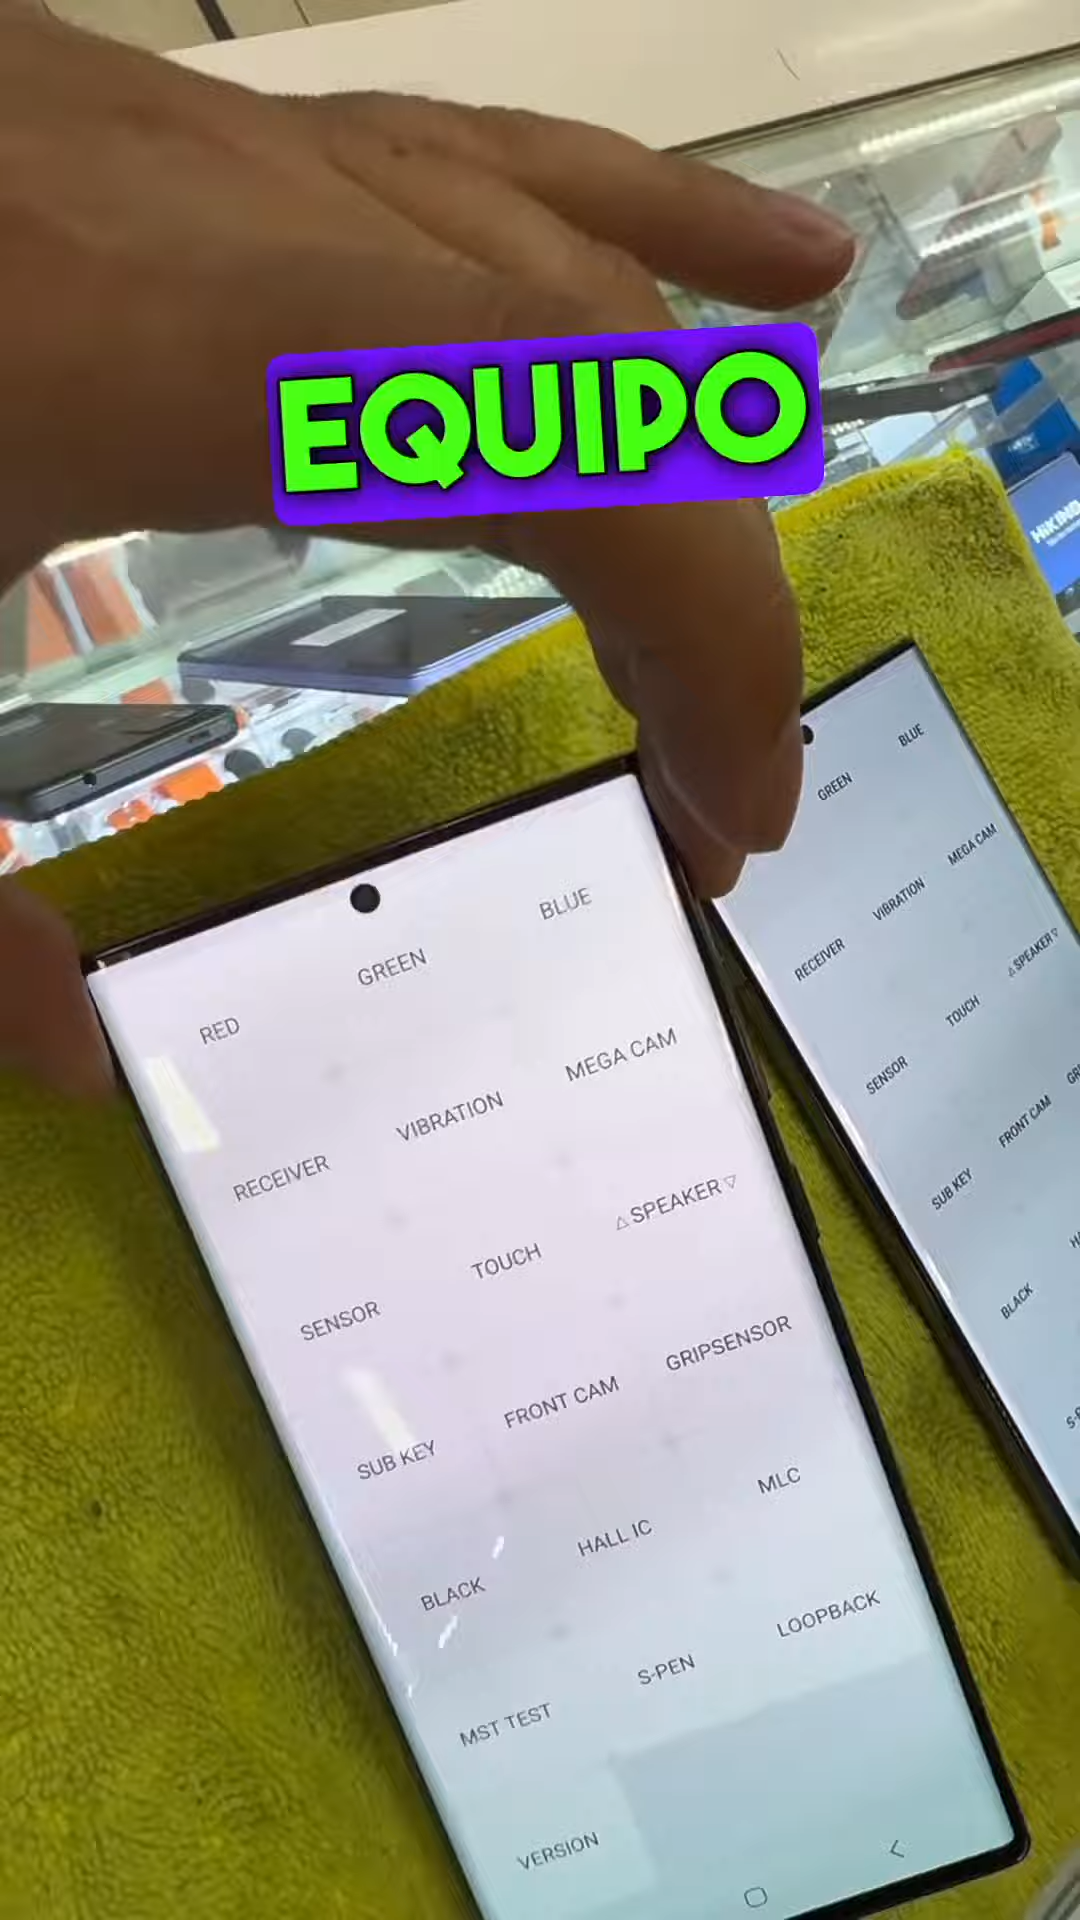 EQUIPO
HIKING
RED GREEN BLUE
RECEIVER VIBRATION MEGA CAM
SENSOR TOUCH △SPEAKER▽
SUB KEY FRONT CAM GRIPSENSOR
BLACK HALL IC MLC
MST TEST S-PEN LOOPBACK
VERSION
GREEN BLUE
RECEIVER VIBRATION MEGA CAM
SENSOR TOUCH △SPEAKER▽
SUB KEY FRONT CAM
BLACK